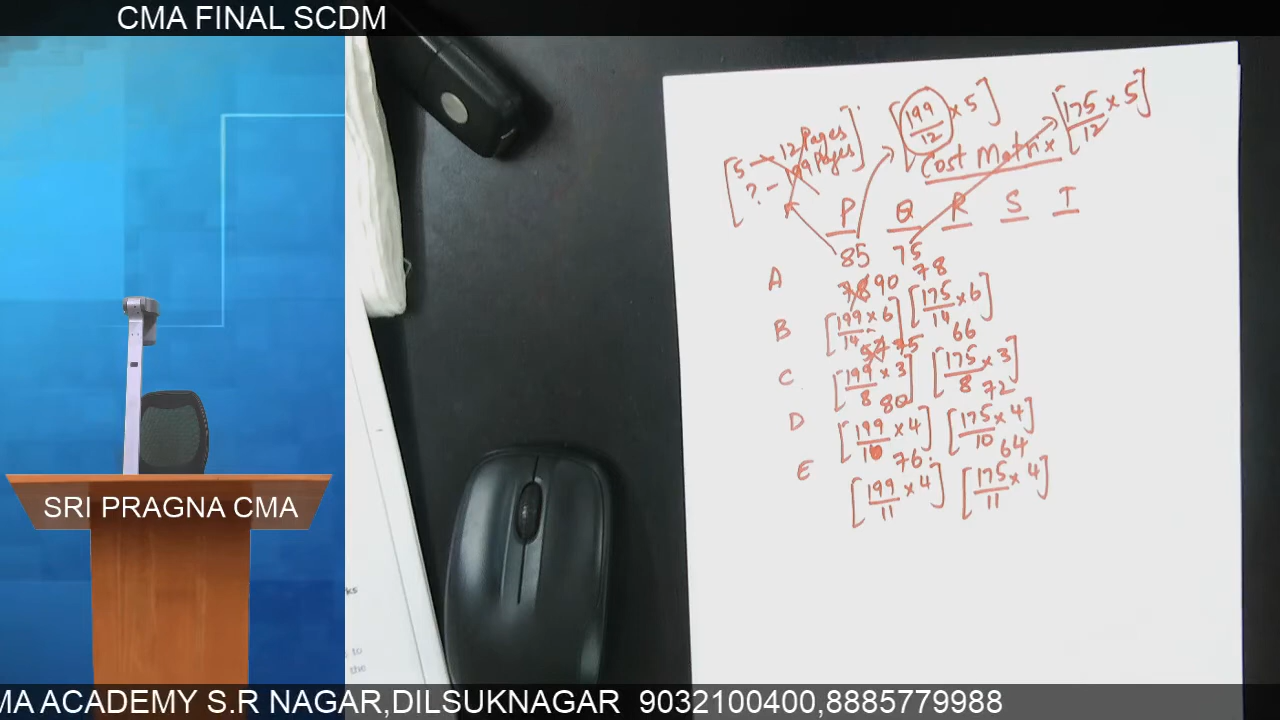 CMA FINAL SCDM
[5 - 12 Pages
? - 199 Pages]
[199/12 × 5]
[175/12 × 5]
Cost Matrix
P Q R S T
A 85 75
90 78
B [199/14 × 6] [175/14 × 6]
57 75 66
C [199/8 × 3] [175/8 × 3]
80 72
D [199/10 × 4] [175/10 × 4]
76 64
E [199/11 × 4] [175/11 × 4]
SRI PRAGNA CMA
MA ACADEMY S.R NAGAR,DILSUKNAGAR 9032100400,8885779988